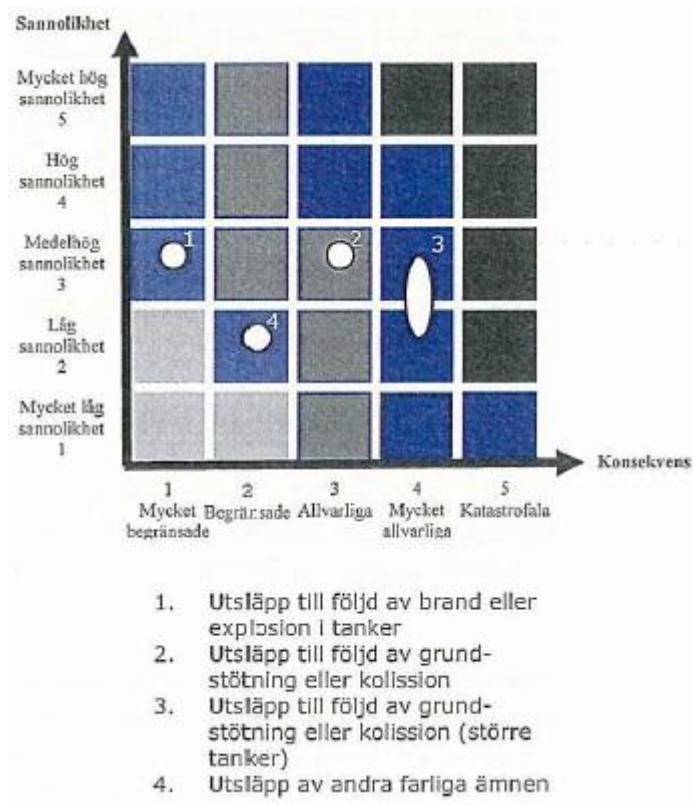 Sannolikhet
Mycket hög
sannolikhet
5
Hög
sannolikhet
4
Medelhög
sannolikhet
3
Låg
sannolikhet
2
Mycket låg
sannolikhet
1
1
2
3
4
Konsekvens
1
Mycket
begränsade
2
Begränsade
3
Allvarliga
4
Mycket
allvarliga
5
Katastrofala
1. Utsläpp till följd av brand eller
explosion i tanker
2. Utsläpp till följd av grund-
stötning eller kolission
3. Utsläpp till följd av grund-
stötning eller kolission (större
tanker)
4. Utsläpp av andra farliga ämnen